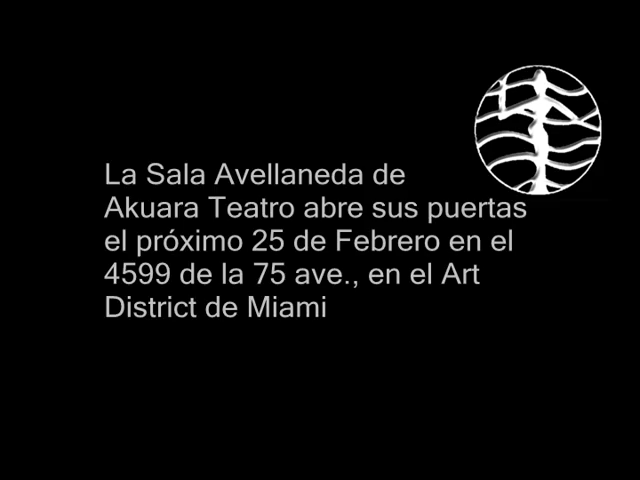 La Sala Avellaneda de
Akuara Teatro abre sus puertas
el próximo 25 de Febrero en el
4599 de la 75 ave., en el Art
District de Miami